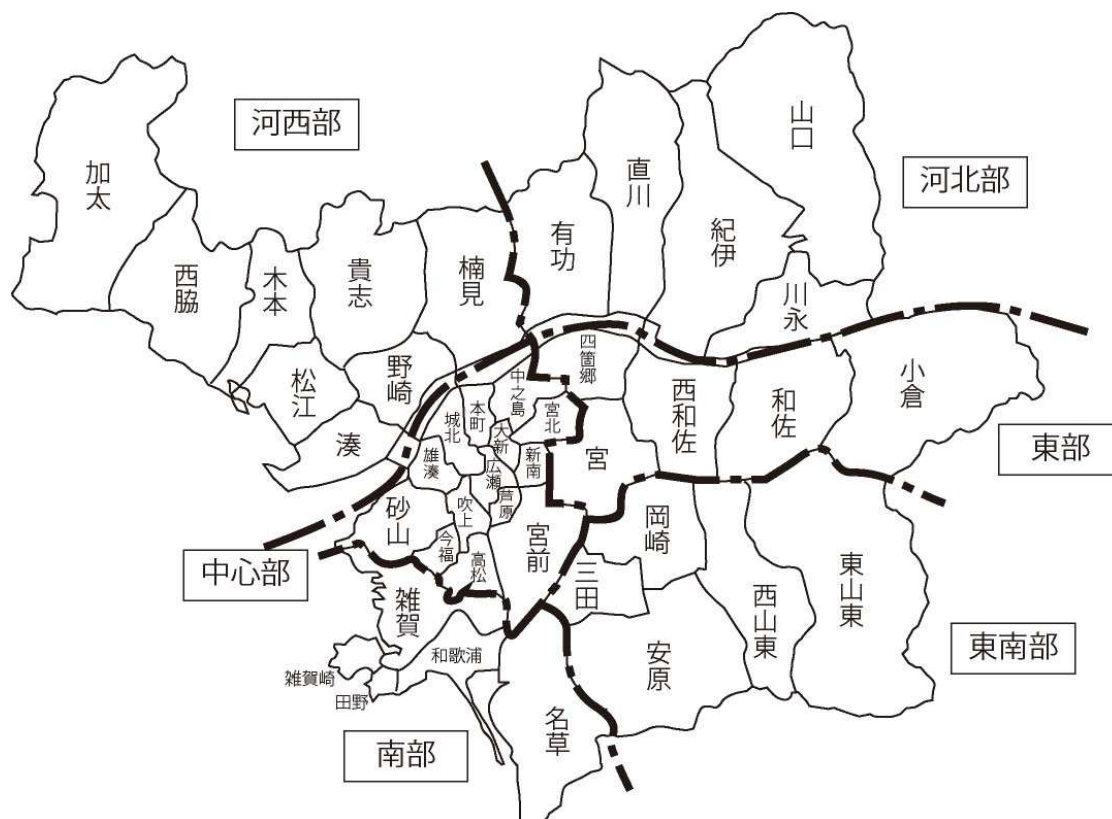 河西部
加太
西脇
木本
貴志
楠見
松江
野崎
湊
河北部
有功
直川
紀伊
山口
川永
東部
四箇郷
西和佐
和佐
小倉
宮
中心部
中之島
宮北
本町
城北
大新
新南
広瀬
雄湊
芦原
吹上
砂山
今福
高松
宮前
東南部
岡崎
三田
西山東
東山東
安原
南部
雑賀
和歌浦
雑賀崎
田野
名草